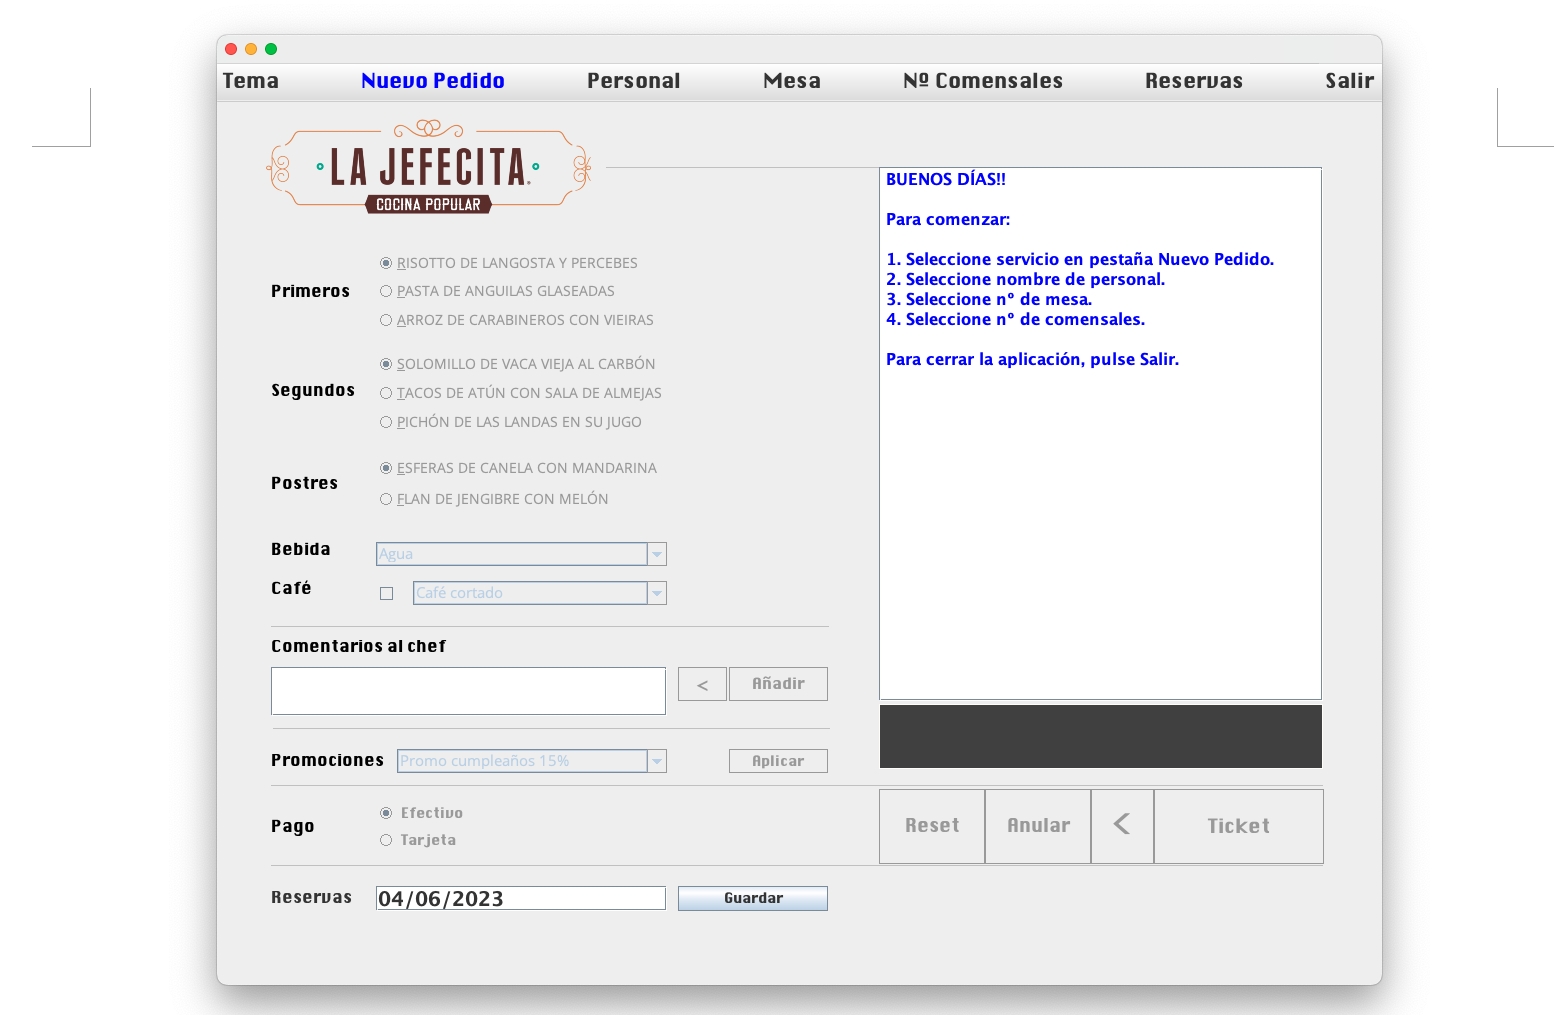 Tema Nuevo Pedido Personal Mesa Nº Comensales Reservas Salir
LA JEFECITA
COCINA POPULAR
Primeros
RISOTTO DE LANGOSTA Y PERCEBES
PASTA DE ANGUILAS GLASEADAS
ARROZ DE CARABINEROS CON VIEIRAS
Segundos
SOLOMILLO DE VACA VIEJA AL CARBÓN
TACOS DE ATÚN CON SALA DE ALMEJAS
PICHÓN DE LAS LANDAS EN SU JUGO
Postres
ESFERAS DE CANELA CON MANDARINA
FLAN DE JENGIBRE CON MELÓN
Bebida Agua
Café Café cortado
Comentarios al chef
< Añadir
Promociones Promo cumpleaños 15% Aplicar
Pago
Efectivo
Tarjeta
Reservas 04/06/2023 Guardar
BUENOS DÍAS!!
Para comenzar:
1. Seleccione servicio en pestaña Nuevo Pedido.
2. Seleccione nombre de personal.
3. Seleccione nº de mesa.
4. Seleccione nº de comensales.
Para cerrar la aplicación, pulse Salir.
Reset Anular < Ticket